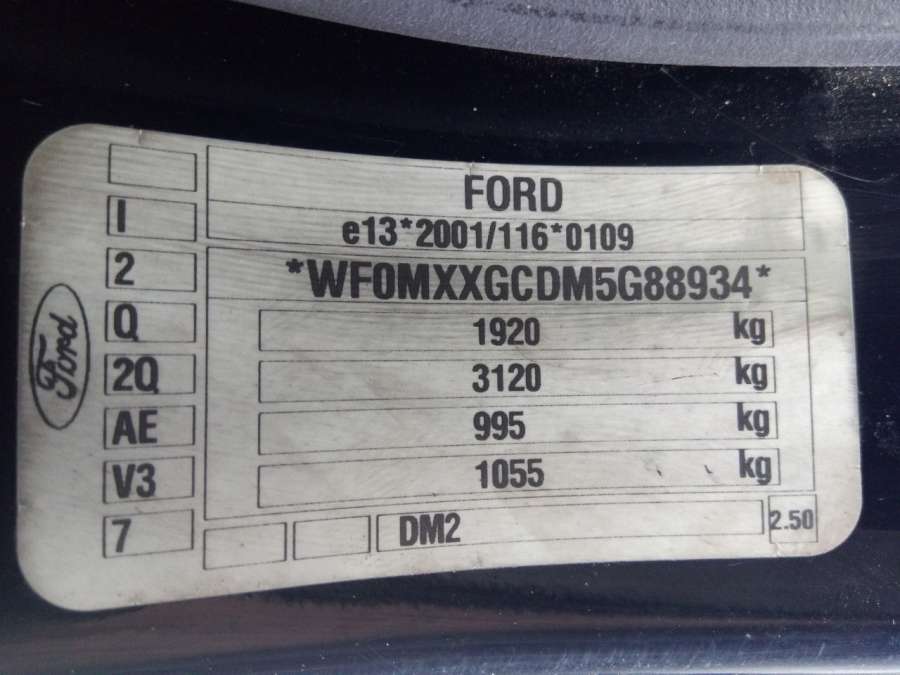 FORD
I
e13*2001/116*0109
2
*WF0MXXGCDM5G88934*
Ford
Q
1920 kg
2Q
3120 kg
AE
995 kg
V3
1055 kg
7
DM2
2.50